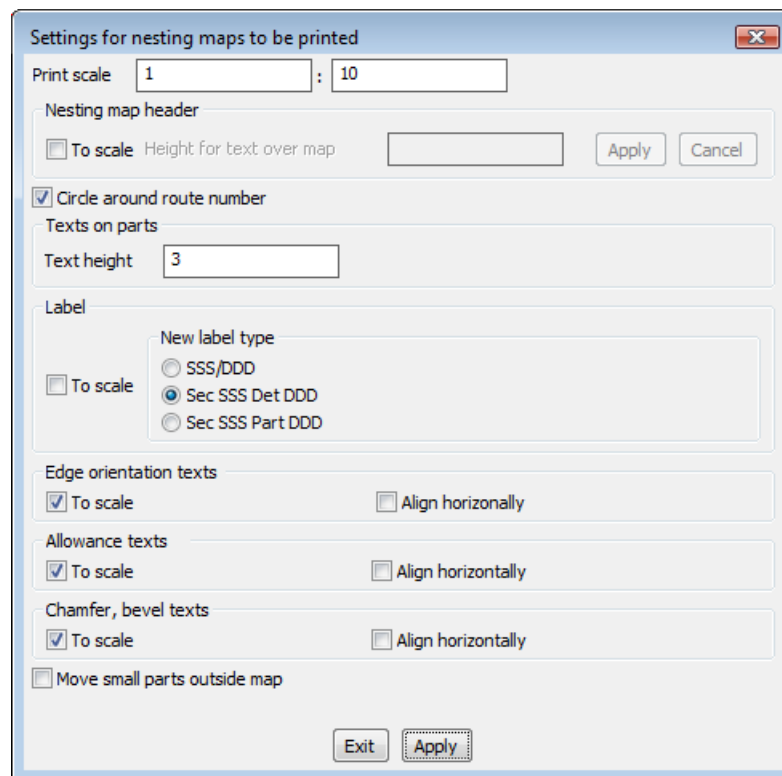 Settings for nesting maps to be printed
Print scale 1 : 10
Nesting map header
To scale Height for text over map Apply Cancel
Circle around route number
Texts on parts
Text height 3
Label
New label type
SSS/DDD
To scale Sec SSS Det DDD
Sec SSS Part DDD
Edge orientation texts
To scale Align horizonally
Allowance texts
To scale Align horizontally
Chamfer, bevel texts
To scale Align horizontally
Move small parts outside map
Exit Apply